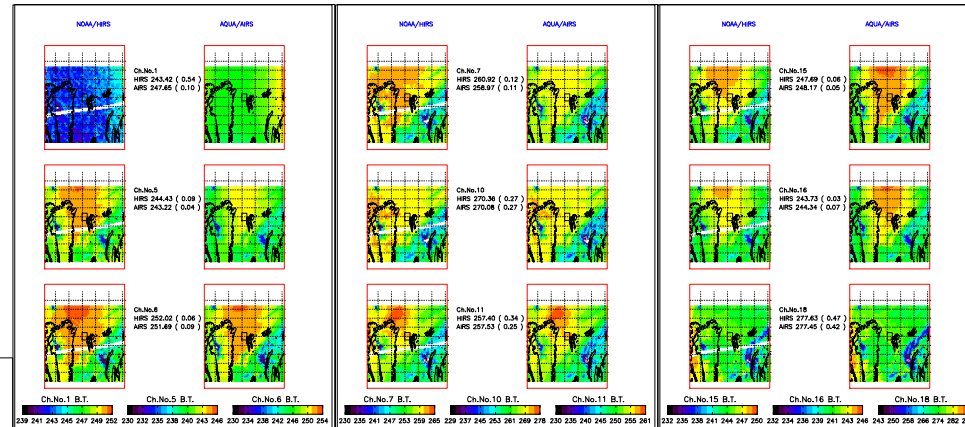 NOAA/HIRS AQUA/AIRS
Ch.No.1
HIRS 243.42 ( 0.54 )
AIRS 247.65 ( 0.10 )
Ch.No.5
HIRS 244.43 ( 0.09 )
AIRS 243.22 ( 0.04 )
Ch.No.6
HIRS 252.02 ( 0.06 )
AIRS 251.69 ( 0.09 )
Ch.No.1 B.T. Ch.No.5 B.T. Ch.No.6 B.T.
239 241 243 245 247 249 252 230 232 235 238 240 243 246 230 234 238 242 246 250 254
NOAA/HIRS AQUA/AIRS
Ch.No.7
HIRS 260.92 ( 0.12 )
AIRS 258.97 ( 0.11 )
Ch.No.10
HIRS 270.36 ( 0.27 )
AIRS 270.08 ( 0.27 )
Ch.No.11
HIRS 257.40 ( 0.34 )
AIRS 257.53 ( 0.25 )
Ch.No.7 B.T. Ch.No.10 B.T. Ch.No.11 B.T.
230 235 241 247 253 259 265 229 237 245 253 261 269 278 230 235 240 245 250 255 261
NOAA/HIRS AQUA/AIRS
Ch.No.15
HIRS 247.69 ( 0.06 )
AIRS 248.17 ( 0.05 )
Ch.No.16
HIRS 243.73 ( 0.03 )
AIRS 244.34 ( 0.07 )
Ch.No.18
HIRS 277.63 ( 0.47 )
AIRS 277.45 ( 0.42 )
Ch.No.15 B.T. Ch.No.16 B.T. Ch.No.18 B.T.
232 235 238 241 244 247 250 232 234 236 239 241 243 246 243 250 258 266 274 282